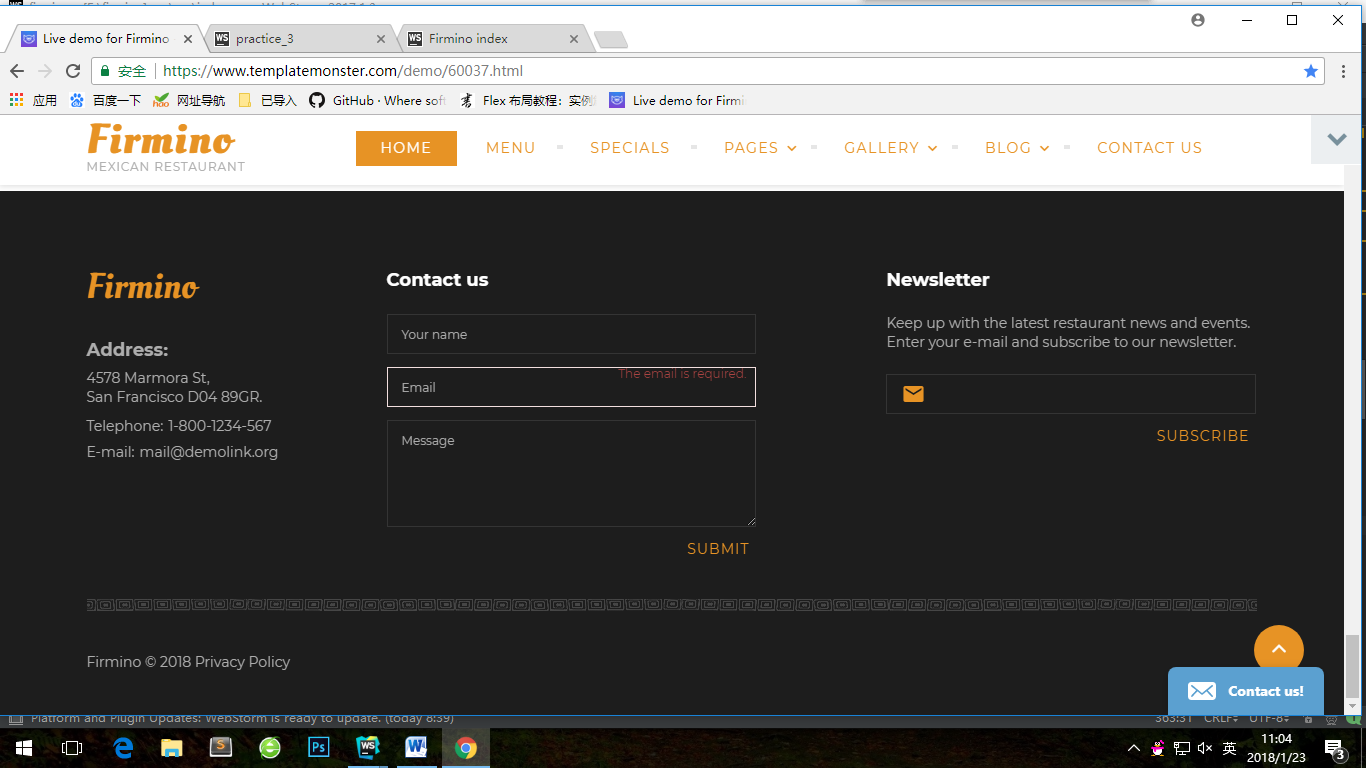 Live demo for Firmino
practice_3
Firmino index
安全
https://www.templatemonster.com/demo/60037.html
应用
百度一下
网址导航
已导入
GitHub · Where soft
Flex 布局教程：实例
Live demo for Firmi
Firmino
MEXICAN RESTAURANT
HOME
MENU
SPECIALS
PAGES
GALLERY
BLOG
CONTACT US
Firmino
Address:
4578 Marmora St,
San Francisco D04 89GR.
Telephone: 1-800-1234-567
E-mail: mail@demolink.org
Contact us
Your name
The email is required.
Email
Message
SUBMIT
Newsletter
Keep up with the latest restaurant news and events.
Enter your e-mail and subscribe to our newsletter.
SUBSCRIBE
Firmino © 2018 Privacy Policy
Contact us!
Platform and Plugin Updates: WebStorm is ready to update. (today 8:39)
363:31 CRLF UTF-8
英
11:04
2018/1/23
3